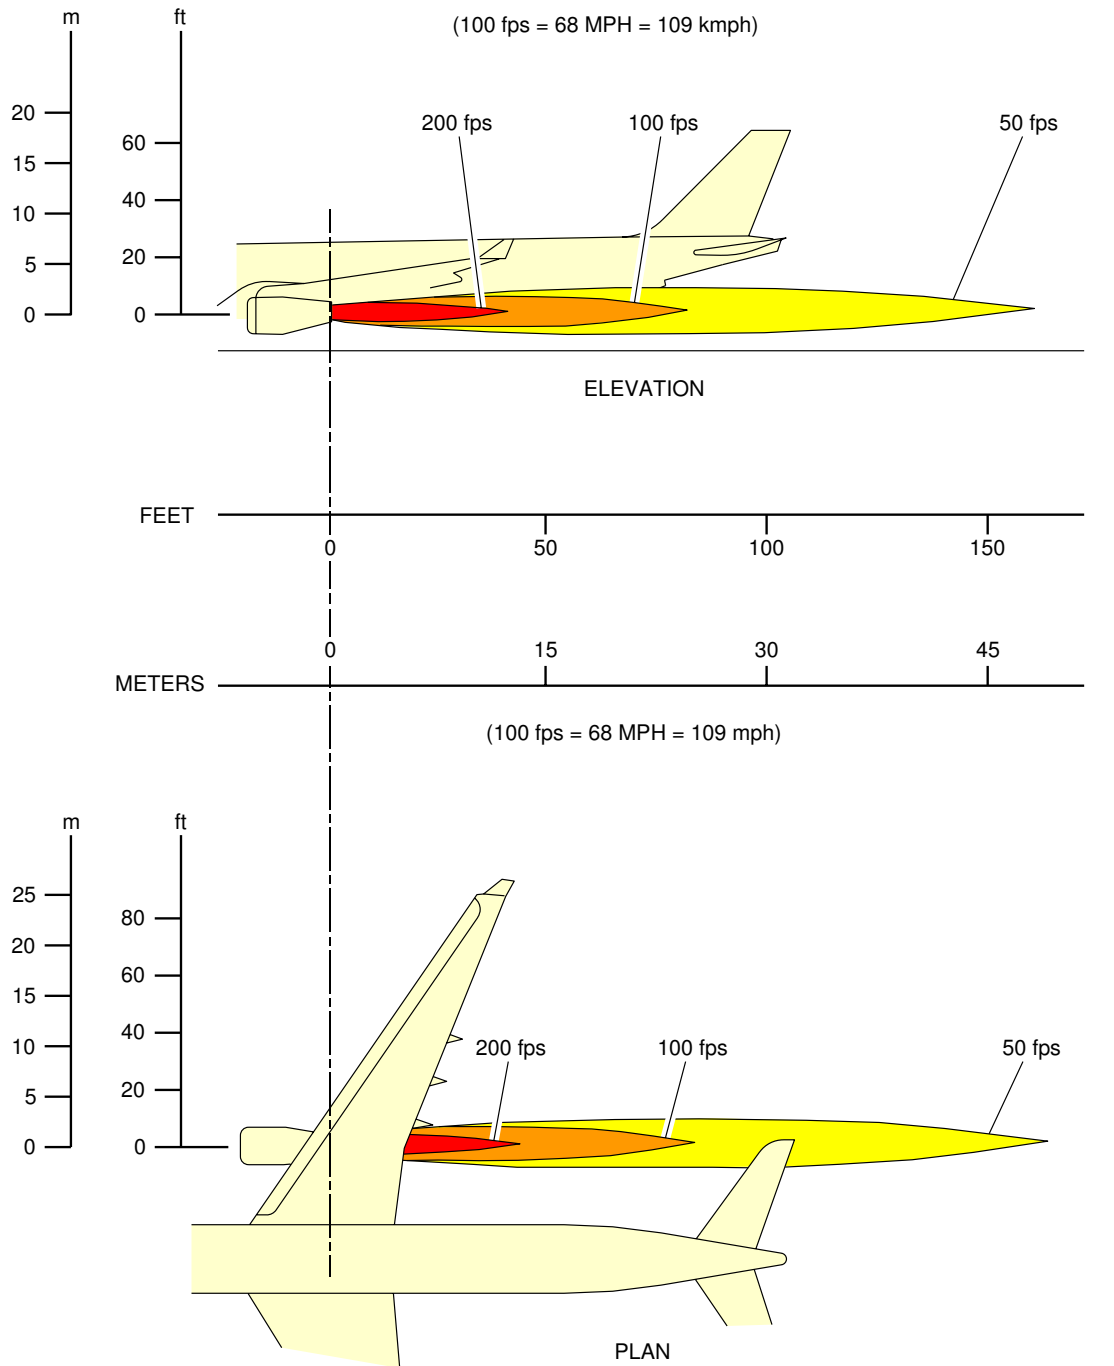 m
ft
(100 fps = 68 MPH = 109 kmph)
20
15
10
5
0
60
40
20
0
200 fps
100 fps
50 fps
ELEVATION
FEET
0
50
100
150
0
15
30
45
METERS
(100 fps = 68 MPH = 109 mph)
m
ft
25
20
15
10
5
0
80
60
40
20
0
200 fps
100 fps
50 fps
PLAN